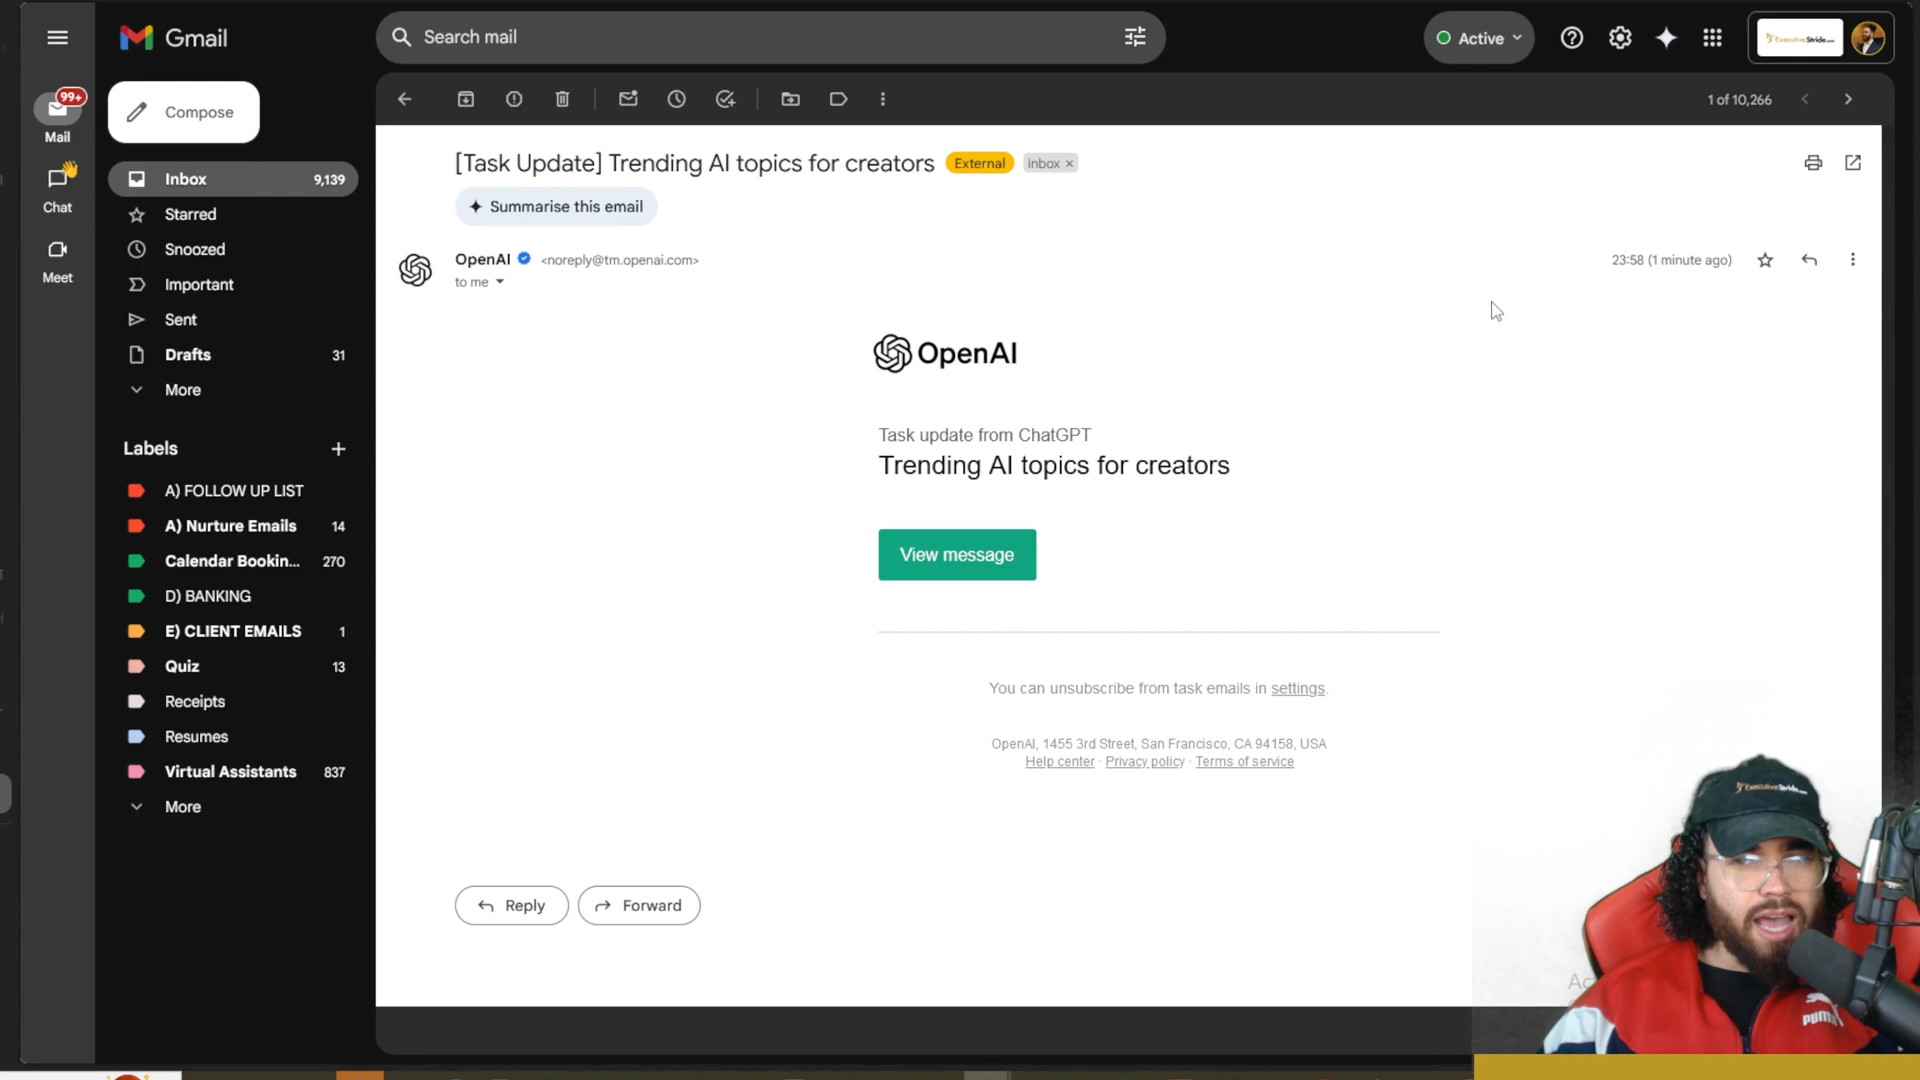 Gmail
Search mail
Active
ExecutiveStride.com
99+
Mail
Compose
1 of 10,266
[Task Update] Trending AI topics for creators
External
Inbox ×
Inbox 9,139
Chat
Summarise this email
Starred
Snoozed
OpenAI <noreply@tm.openai.com>
23:58 (1 minute ago)
to me
Meet
Important
Sent
OpenAI
Drafts 31
More
Task update from ChatGPT
Trending AI topics for creators
Labels
A) FOLLOW UP LIST
A) Nurture Emails 14
View message
Calendar Bookin... 270
D) BANKING
E) CLIENT EMAILS 1
Quiz 13
You can unsubscribe from task emails in settings.
Receipts
Resumes
OpenAI, 1455 3rd Street, San Francisco, CA 94158, USA
Help center · Privacy policy · Terms of service
Virtual Assistants 837
More
ExecutiveStride.com
Reply
Forward
PUMA